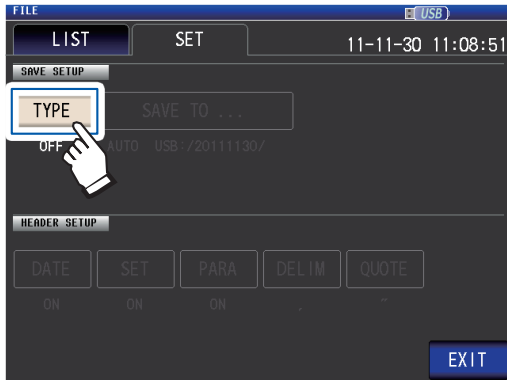 FILE USB
LIST SET 11-11-30 11:08:51
SAVE SETUP
TYPE SAVE TO ...
OFF AUTO USB:/20111130/
HEADER SETUP
DATE SET PARA DELIM QUOTE
ON ON ON , ~
EXIT